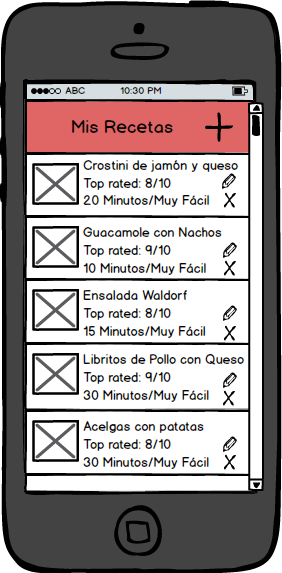 ABC 10:30 PM
Mis Recetas
Crostini de jamón y queso
Top rated: 8/10
20 Minutos/Muy Fácil
Guacamole con Nachos
Top rated: 9/10
10 Minutos/Muy Fácil
Ensalada Waldorf
Top rated: 8/10
15 Minutos/Muy Fácil
Libritos de Pollo con Queso
Top rated: 9/10
30 Minutos/Muy Fácil
Acelgas con patatas
Top rated: 8/10
30 Minutos/Muy Fácil